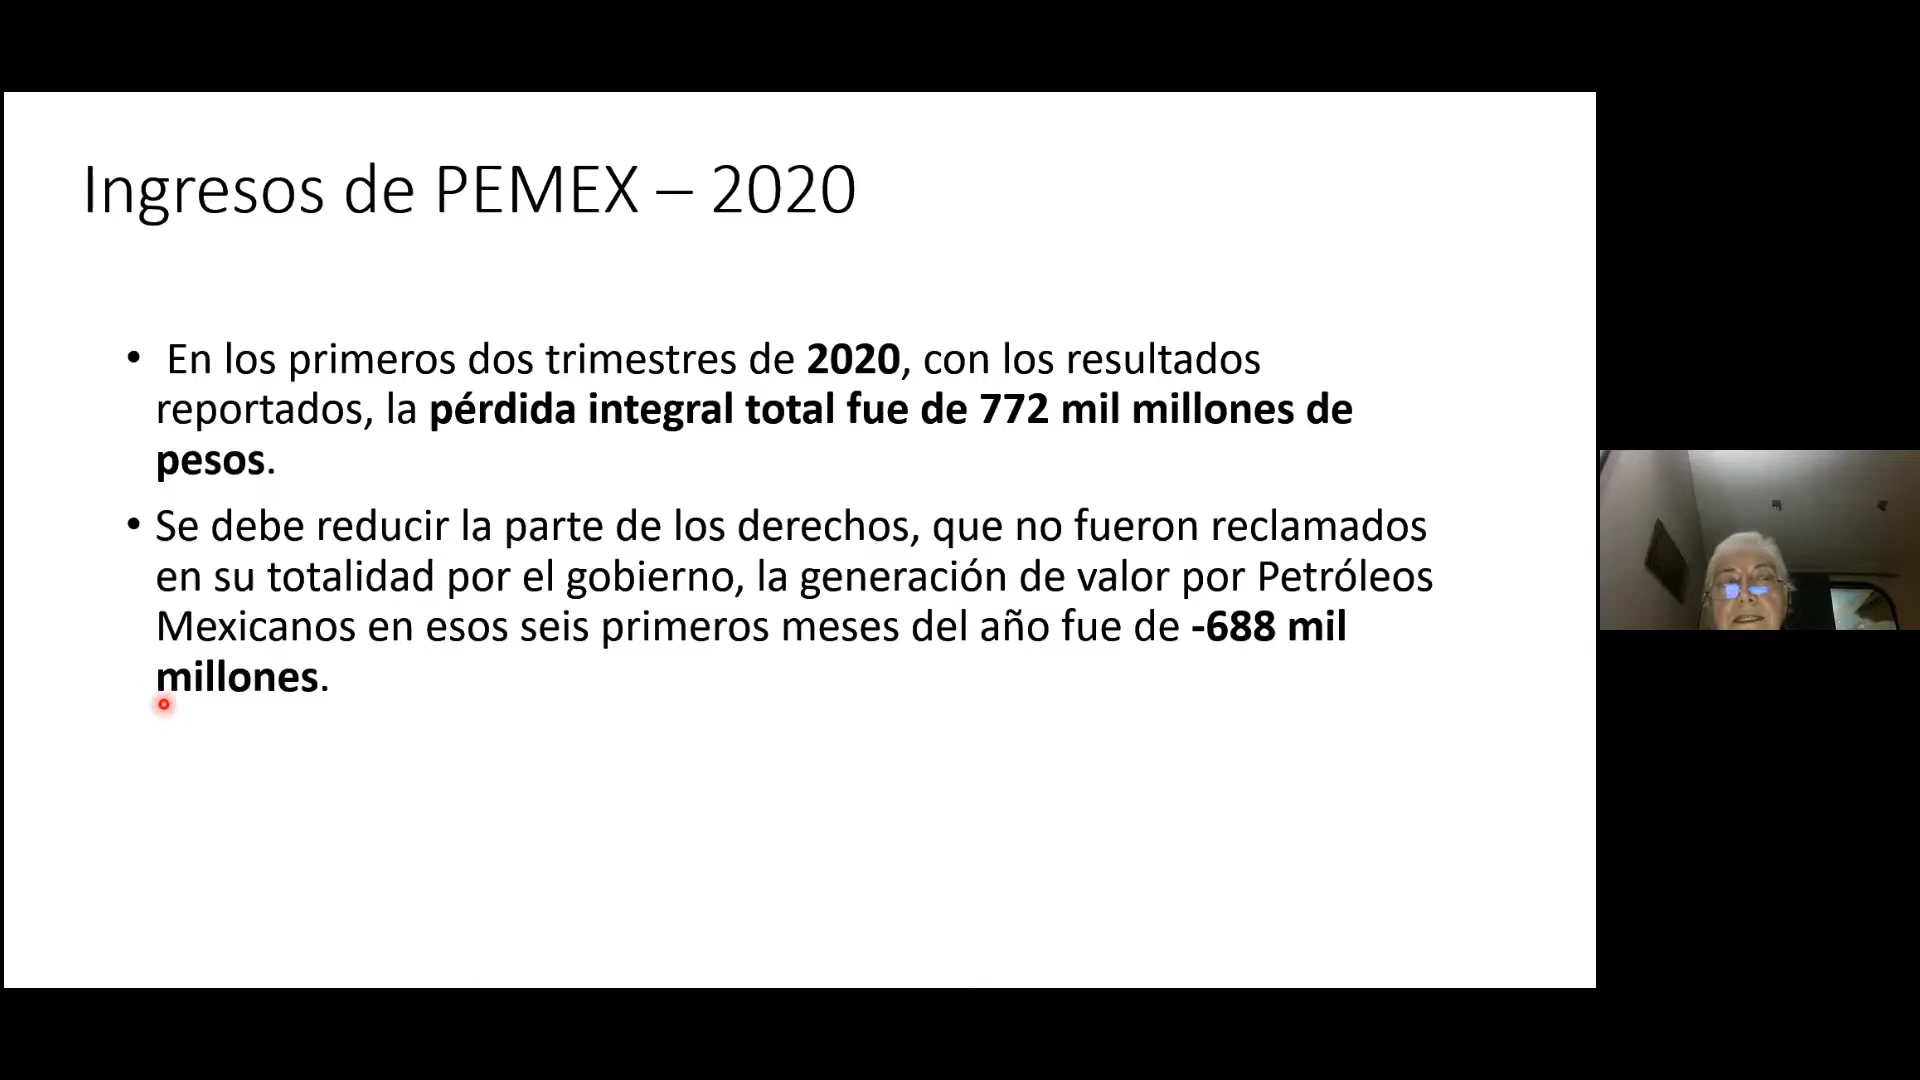 Ingresos de PEMEX – 2020
• En los primeros dos trimestres de 2020, con los resultados
reportados, la pérdida integral total fue de 772 mil millones de
pesos.
• Se debe reducir la parte de los derechos, que no fueron reclamados
en su totalidad por el gobierno, la generación de valor por Petróleos
Mexicanos en esos seis primeros meses del año fue de -688 mil
millones.